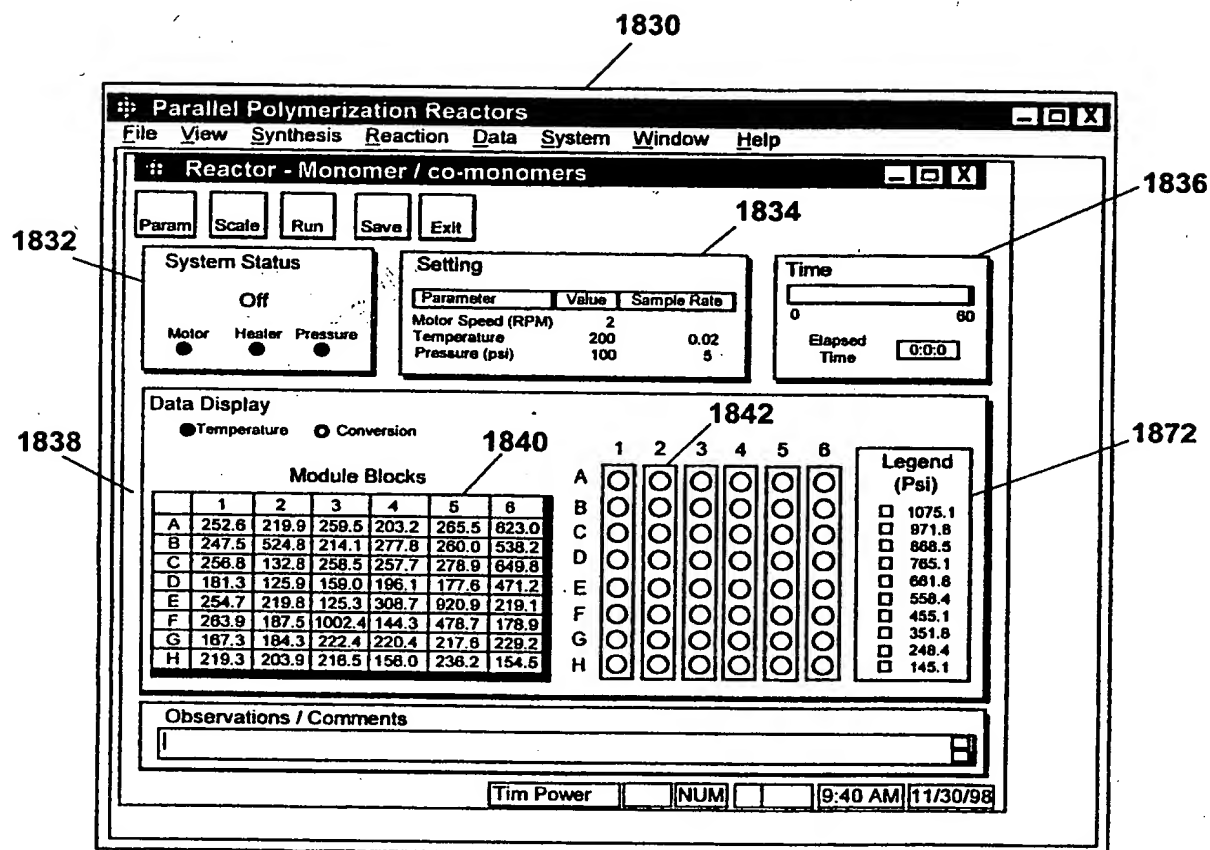 1830
Parallel Polymerization Reactors
File View Synthesis Reaction Data System Window Help
Reactor - Monomer / co-monomers
1836
Param Scale Run Save Exit
1834
1832
System Status
Off
Motor Heater Pressure
Setting
Parameter Value Sample Rate
Motor Speed (RPM) 2
Temperature 200 0.02
Pressure (psi) 100 5
Time
0 60
Elapsed Time 0:0:0
Data Display
Temperature Conversion
1838
1840
1842
1872
Module Blocks
1 2 3 4 5 6
A 252.6 219.9 259.5 203.2 265.5 623.0
B 247.5 524.8 214.1 277.8 260.0 538.2
C 256.8 132.8 258.5 257.7 278.9 649.8
D 181.3 125.9 159.0 196.1 177.6 471.2
E 254.7 219.8 125.3 308.7 920.9 219.1
F 263.9 187.5 1002.4 144.3 478.7 178.9
G 167.3 184.3 222.4 220.4 217.6 229.2
H 219.3 203.9 216.5 156.0 236.2 154.5
1 2 3 4 5 6
A
B
C
D
E
F
G
H
Legend
(Psi)
1075.1
971.8
868.5
765.1
661.8
558.4
455.1
351.8
248.4
145.1
Observations / Comments
Tim Power NUM 9:40 AM 11/30/98